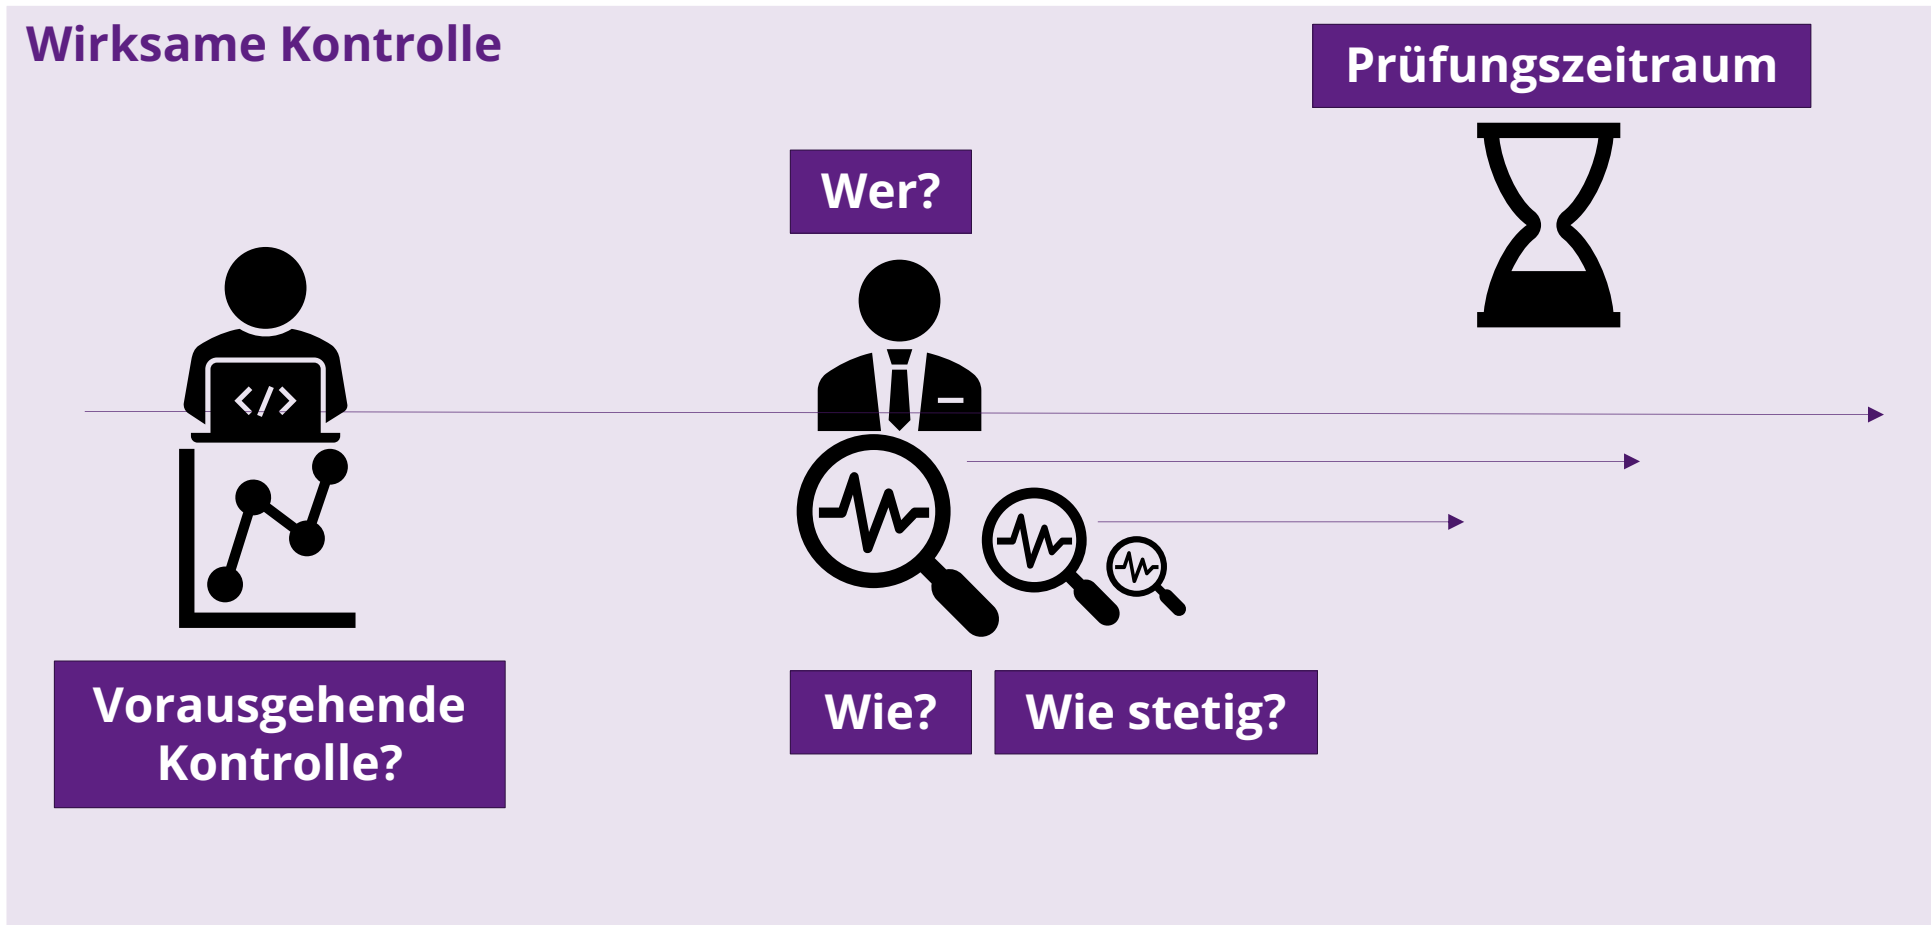 Wirksame Kontrolle
Prüfungszeitraum
Wer?
</>
Vorausgehende
Kontrolle?
Wie?
Wie stetig?